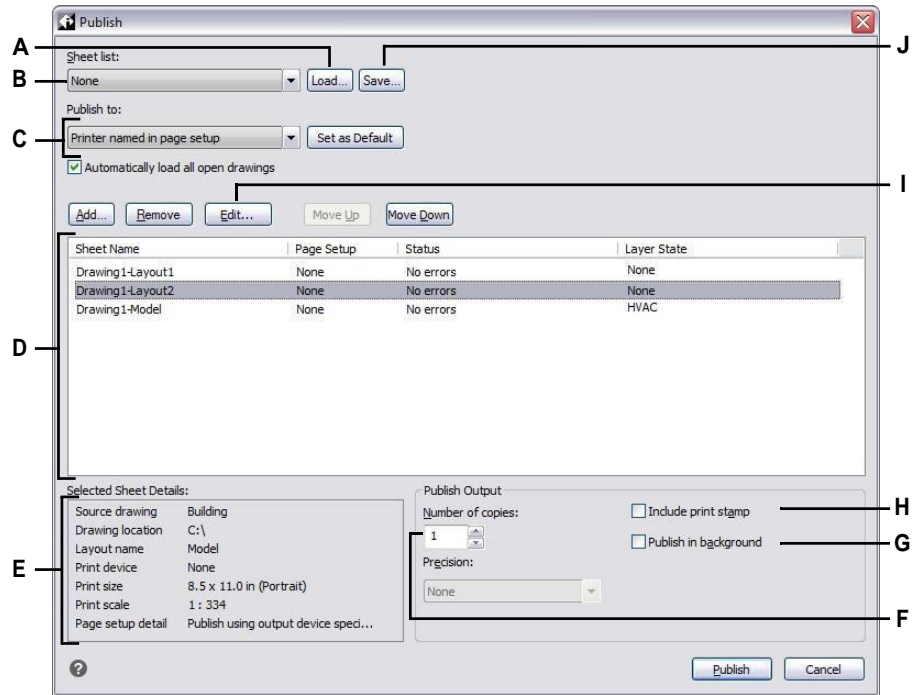 Publish
A
J
Sheet list:
B
None
Load...
Save...
Publish to:
C
Printer named in page setup
Set as Default
Automatically load all open drawings
I
Add...
Remove
Edit...
Move Up
Move Down
Sheet Name Page Setup Status Layer State
Drawing1-Layout1 None No errors None
Drawing1-Layout2 None No errors None
Drawing1-Model None No errors HVAC
D
Selected Sheet Details:
Source drawing Building
Drawing location C:\
Layout name Model
Print device None
Print size 8.5 x 11.0 in (Portrait)
Print scale 1 : 334
Page setup detail Publish using output device speci...
E
Publish Output
Number of copies:
1
Precision:
None
Include print stamp
H
Publish in background
G
F
?
Publish
Cancel